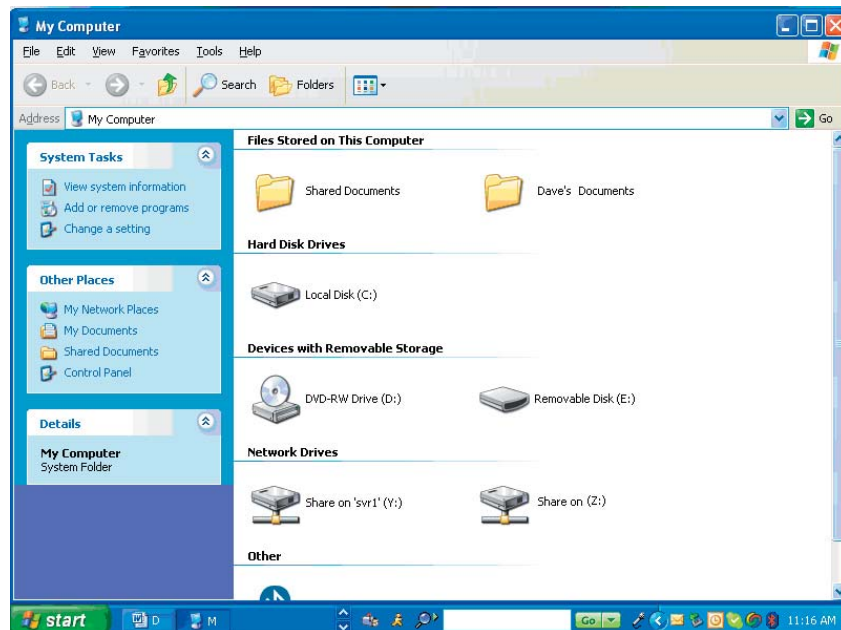 My Computer
File Edit View Favorites Tools Help
Back Search Folders
Address My Computer Go
System Tasks
View system information
Add or remove programs
Change a setting
Other Places
My Network Places
My Documents
Shared Documents
Control Panel
Details
My Computer
System Folder
Files Stored on This Computer
Shared Documents Dave's Documents
Hard Disk Drives
Local Disk (C:)
Devices with Removable Storage
DVD-RW Drive (D:) Removable Disk (E:)
Network Drives
Share on 'svr1' (Y:) Share on (Z:)
Other
start D M Go 11:16 AM